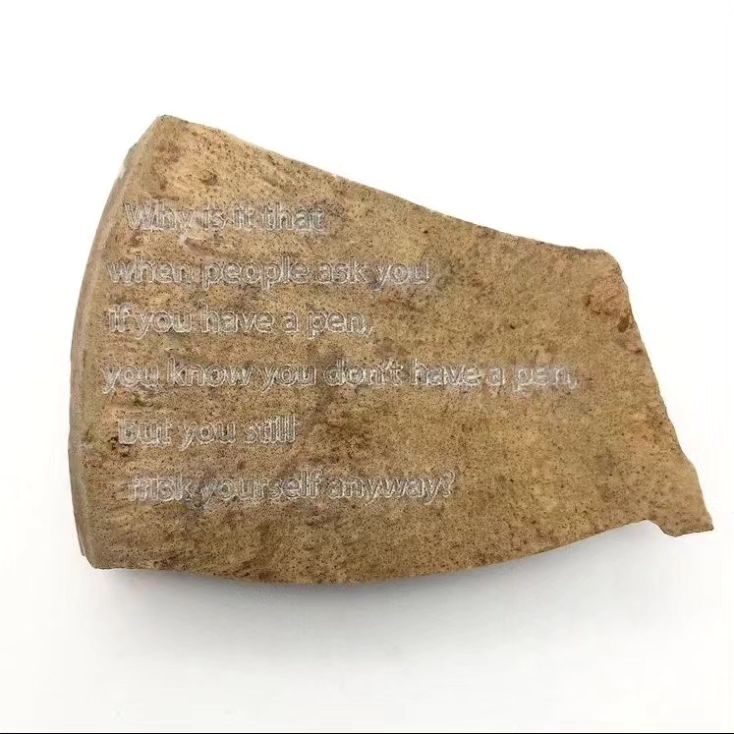 Why is it that
when people ask you
if you have a pen,
you know you don't have a pen,
But you still
risk yourself anyway?